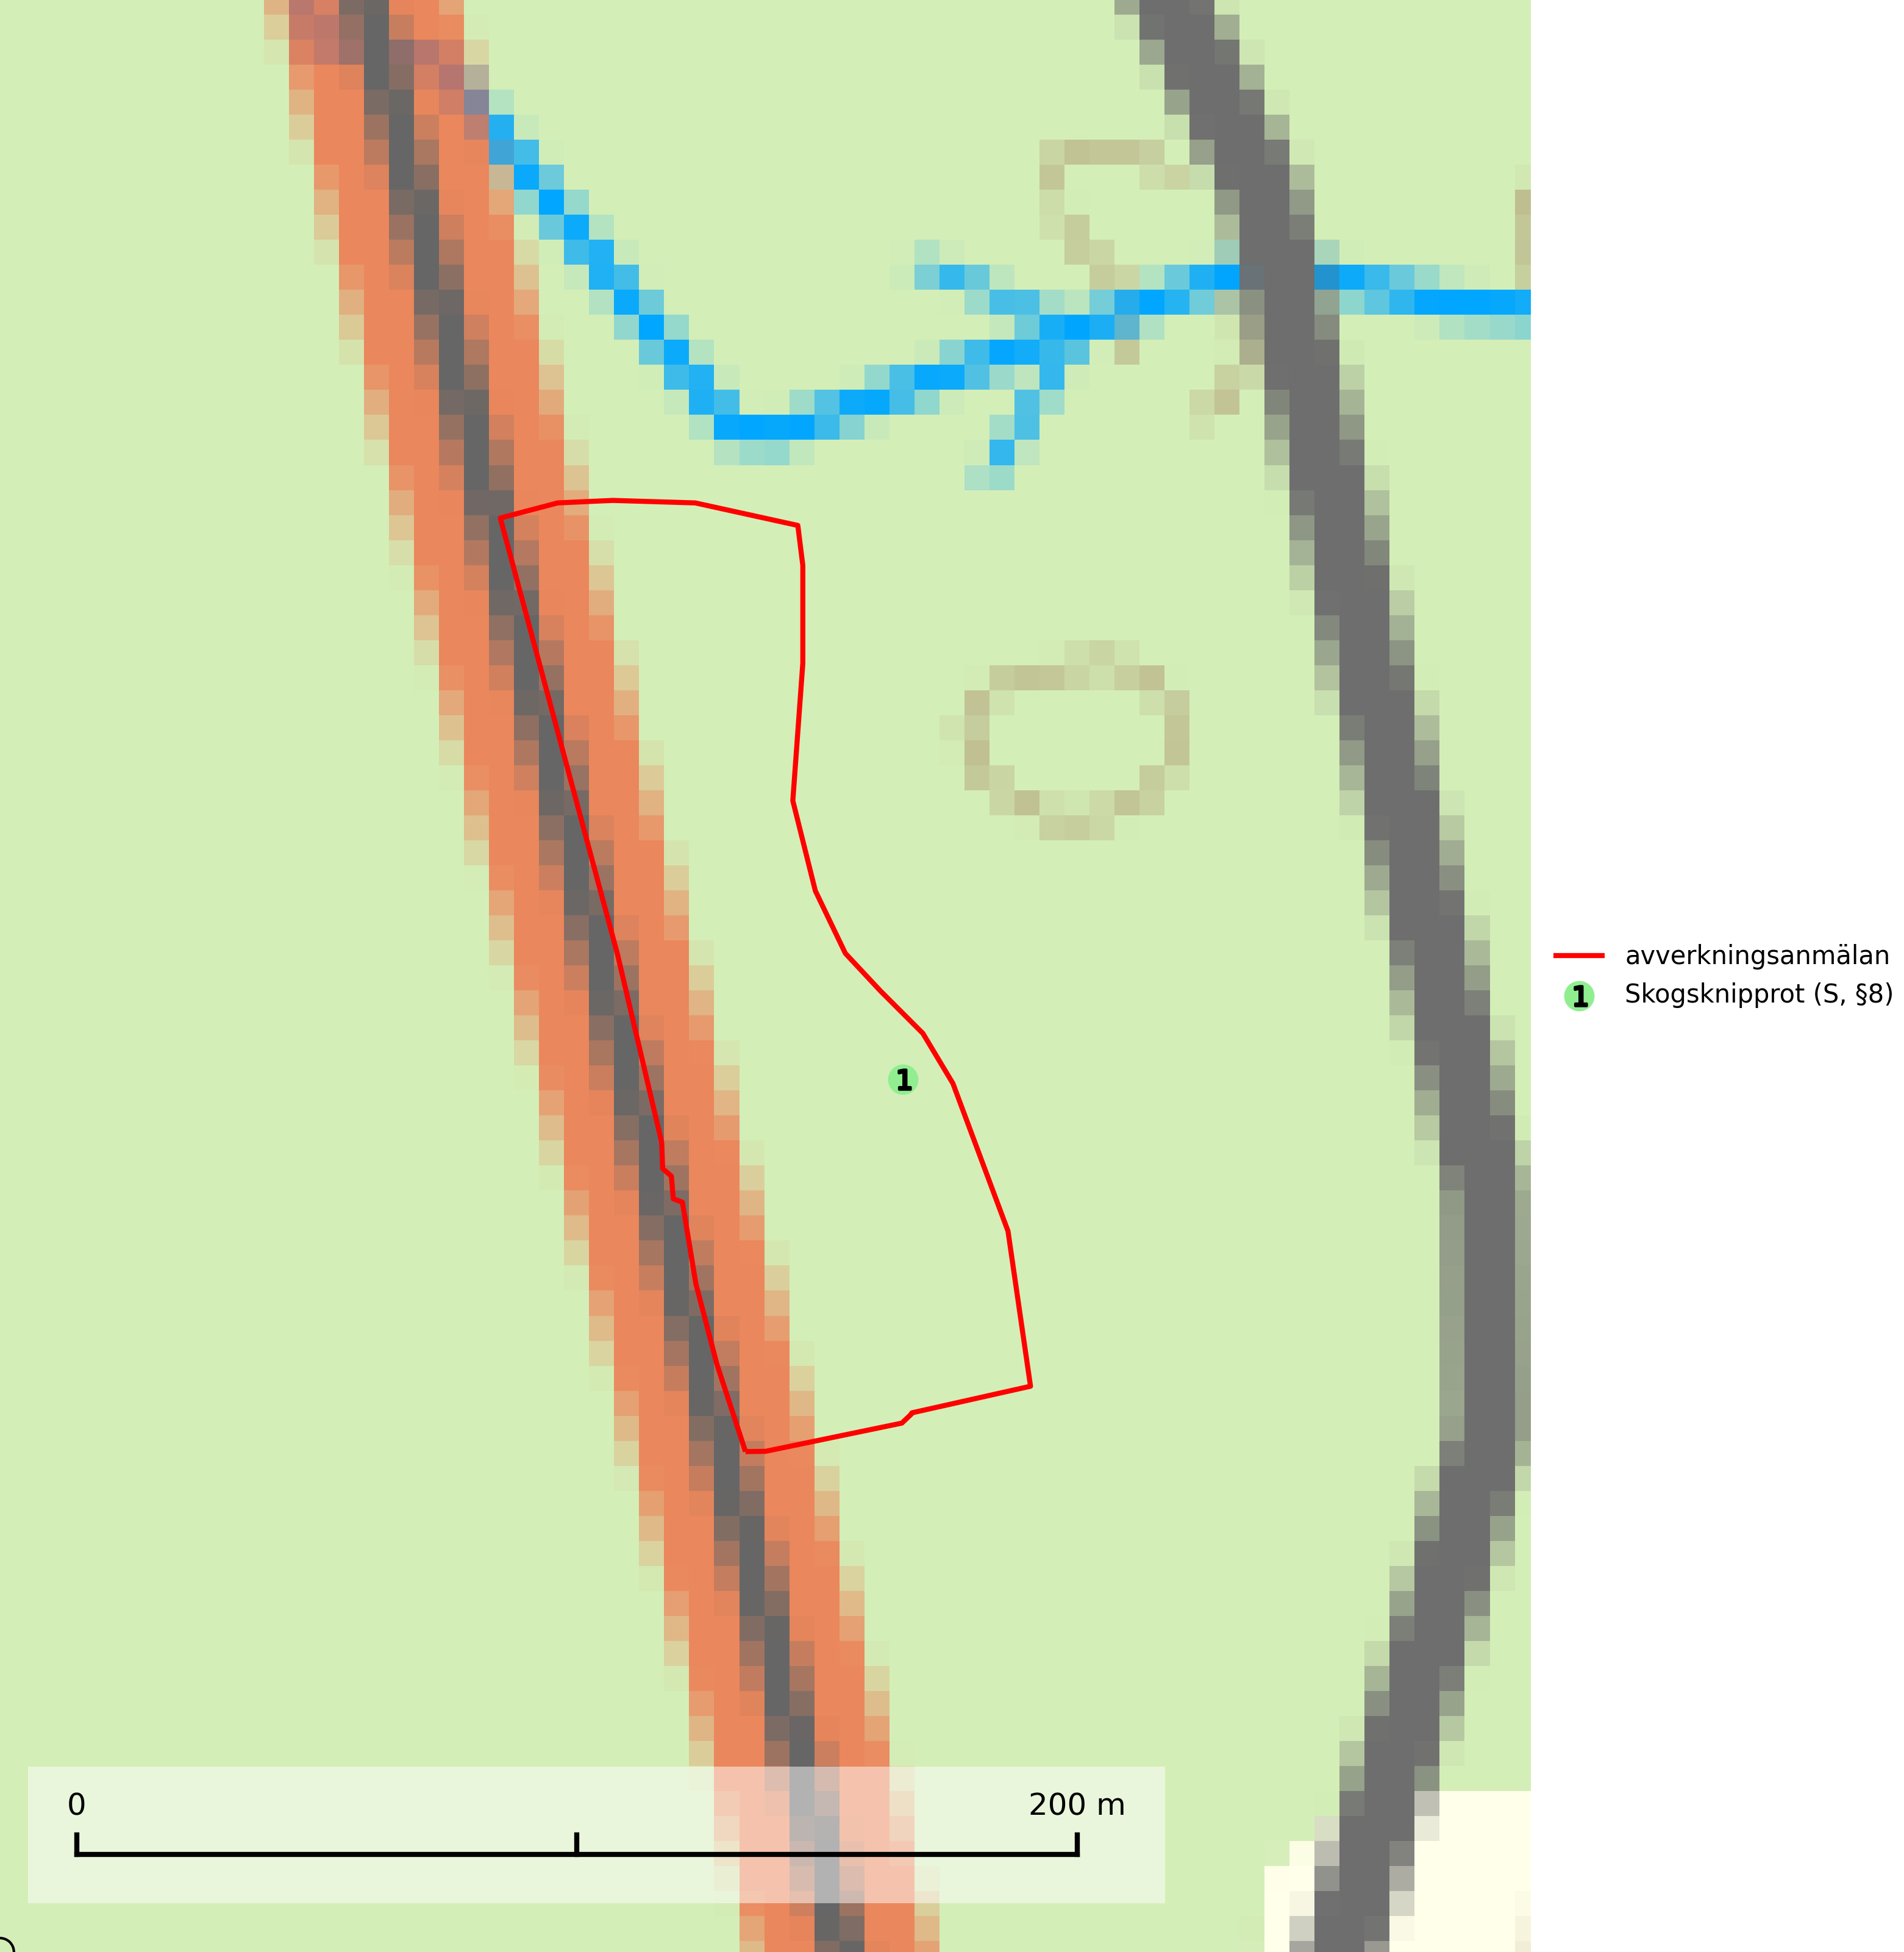 1
avverkningsanmälan
1 Skogsknipprot (S, §8)
0 200 m